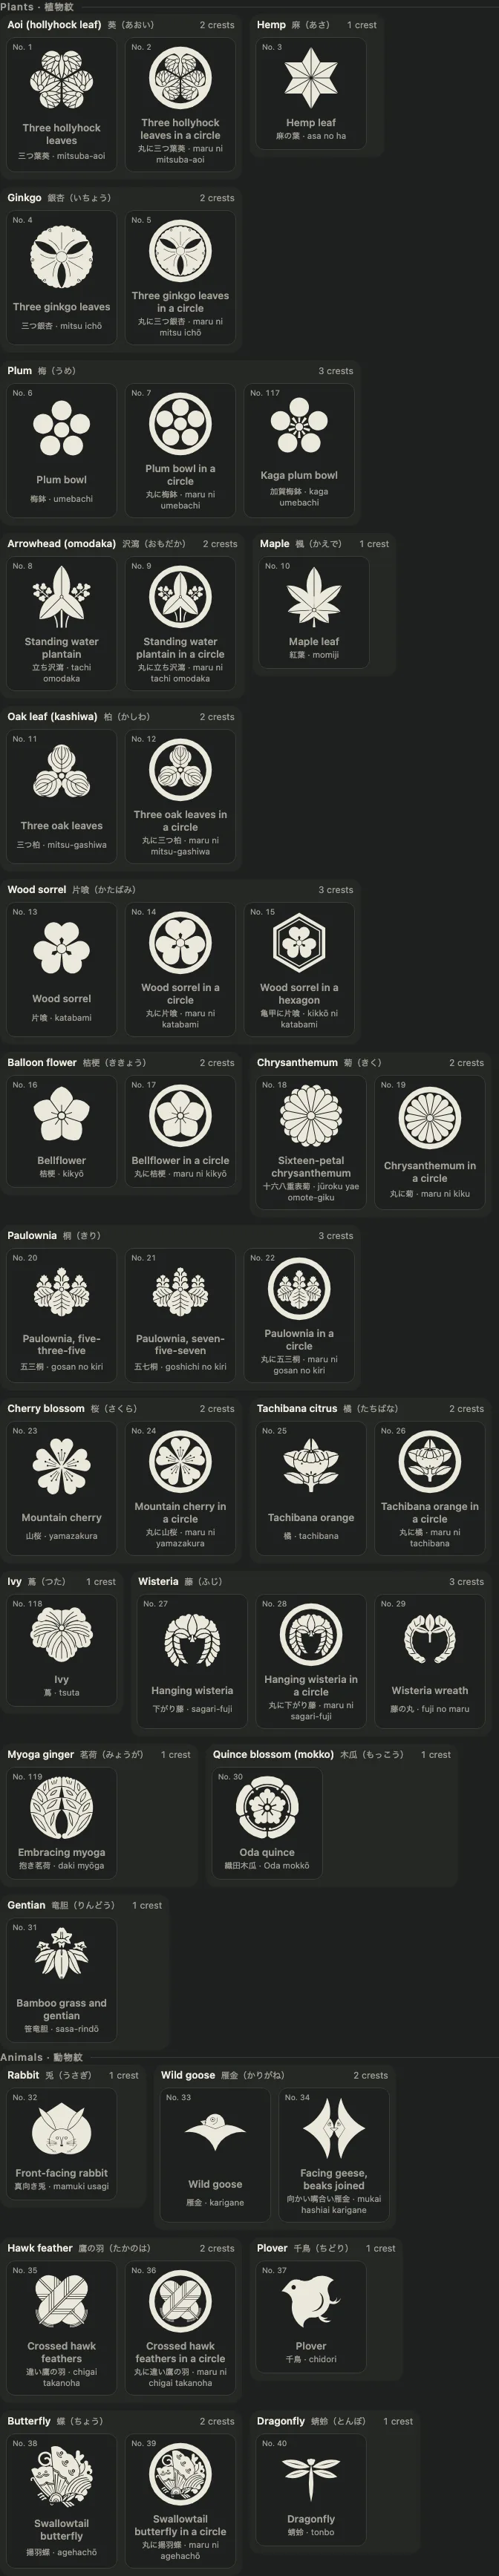 Plants · 植物紋
Aoi (hollyhock leaf) 葵（あおい） 2 crests
No. 1
Three hollyhock
leaves
三つ葉葵 · mitsuba-aoi
No. 2
Three hollyhock
leaves in a circle
丸に三つ葉葵 · maru ni
mitsuba-aoi
Hemp 麻（あさ） 1 crest
No. 3
Hemp leaf
麻の葉 · asa no ha
Ginkgo 銀杏（いちょう） 2 crests
No. 4
Three ginkgo leaves
三つ銀杏 · mitsu ichō
No. 5
Three ginkgo leaves
in a circle
丸に三つ銀杏 · maru ni
mitsu ichō
Plum 梅（うめ） 3 crests
No. 6
Plum bowl
梅鉢 · umebachi
No. 7
Plum bowl in a
circle
丸に梅鉢 · maru ni
umebachi
No. 117
Kaga plum bowl
加賀梅鉢 · kaga
umebachi
Arrowhead (omodaka) 沢瀉（おもだか） 2 crests
No. 8
Standing water
plantain
立ち沢瀉 · tachi
omodaka
No. 9
Standing water
plantain in a circle
丸に立ち沢瀉 · maru ni
tachi omodaka
Maple 楓（かえで） 1 crest
No. 10
Maple leaf
紅葉 · momiji
Oak leaf (kashiwa) 柏（かしわ） 2 crests
No. 11
Three oak leaves
三つ柏 · mitsu-gashiwa
No. 12
Three oak leaves in
a circle
丸に三つ柏 · maru ni
mitsu-gashiwa
Wood sorrel 片喰（かたばみ） 3 crests
No. 13
Wood sorrel
片喰 · katabami
No. 14
Wood sorrel in a
circle
丸に片喰 · maru ni
katabami
No. 15
Wood sorrel in a
hexagon
亀甲に片喰 · kikkō ni
katabami
Balloon flower 桔梗（ききょう） 2 crests
No. 16
Bellflower
桔梗 · kikyō
No. 17
Bellflower in a circle
丸に桔梗 · maru ni kikyō
Chrysanthemum 菊（きく） 2 crests
No. 18
Sixteen-petal
chrysanthemum
十六八重表菊 · jūroku yae
omote-giku
No. 19
Chrysanthemum in
a circle
丸に菊 · maru ni kiku
Paulownia 桐（きり） 3 crests
No. 20
Paulownia, five-
three-five
五三桐 · gosan no kiri
No. 21
Paulownia, seven-
five-seven
五七桐 · goshichi no kiri
No. 22
Paulownia in a
circle
丸に五三桐 · maru ni
gosan no kiri
Cherry blossom 桜（さくら） 2 crests
No. 23
Mountain cherry
山桜 · yamazakura
No. 24
Mountain cherry in
a circle
丸に山桜 · maru ni
yamazakura
Tachibana citrus 橘（たちばな） 2 crests
No. 25
Tachibana orange
橘 · tachibana
No. 26
Tachibana orange in
a circle
丸に橘 · maru ni
tachibana
Ivy 蔦（つた） 1 crest
No. 118
Ivy
蔦 · tsuta
Wisteria 藤（ふじ） 3 crests
No. 27
Hanging wisteria
下がり藤 · sagari-fuji
No. 28
Hanging wisteria in
a circle
丸に下がり藤 · maru ni
sagari-fuji
No. 29
Wisteria wreath
藤の丸 · fuji no maru
Myoga ginger 茗荷（みょうが） 1 crest
No. 119
Embracing myoga
抱き茗荷 · daki myōga
Quince blossom (mokko) 木瓜（もっこう） 1 crest
No. 30
Oda quince
織田木瓜 · Oda mokkō
Gentian 竜胆（りんどう） 1 crest
No. 31
Bamboo grass and
gentian
笹竜胆 · sasa-rindō
Animals · 動物紋
Rabbit 兎（うさぎ） 1 crest
No. 32
Front-facing rabbit
真向き兎 · mamuki usagi
Wild goose 雁金（かりがね） 2 crests
No. 33
Wild goose
雁金 · karigane
No. 34
Facing geese,
beaks joined
向かい嘴合い雁金 · mukai
hashiai karigane
Hawk feather 鷹の羽（たかのは） 2 crests
No. 35
Crossed hawk
feathers
違い鷹の羽 · chigai
takanoha
No. 36
Crossed hawk
feathers in a circle
丸に違い鷹の羽 · maru ni
chigai takanoha
Plover 千鳥（ちどり） 1 crest
No. 37
Plover
千鳥 · chidori
Butterfly 蝶（ちょう） 2 crests
No. 38
Swallowtail
butterfly
揚羽蝶 · agehachō
No. 39
Swallowtail
butterfly in a circle
丸に揚羽蝶 · maru ni
agehachō
Dragonfly 蜻蛉（とんぼ） 1 crest
No. 40
Dragonfly
蜻蛉 · tonbo